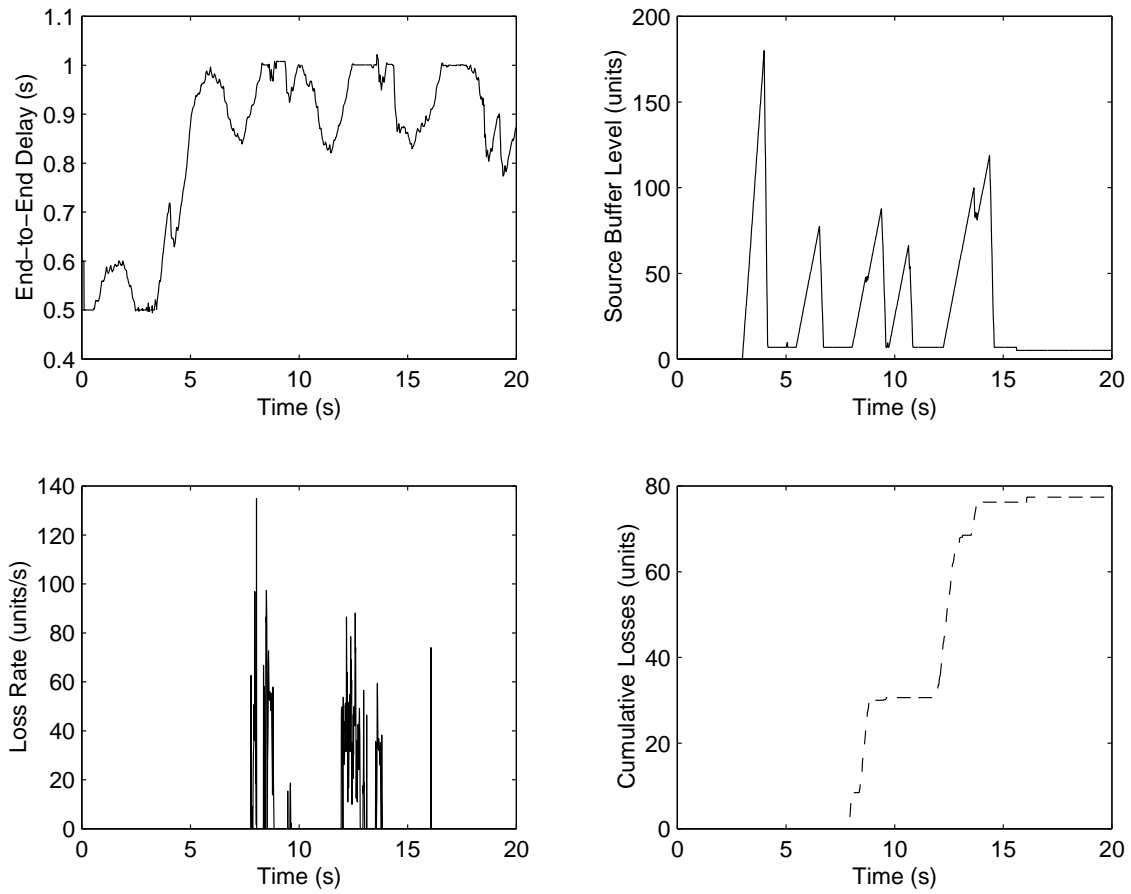 1.1
1
0.9
0.8
0.7
0.6
0.5
0.4
End−to−End Delay (s)
0 5 10 15 20
Time (s)
200
150
100
50
0
Source Buffer Level (units)
0 5 10 15 20
Time (s)
140
120
100
80
60
40
20
0
Loss Rate (units/s)
0 5 10 15 20
Time (s)
80
60
40
20
0
Cumulative Losses (units)
0 5 10 15 20
Time (s)